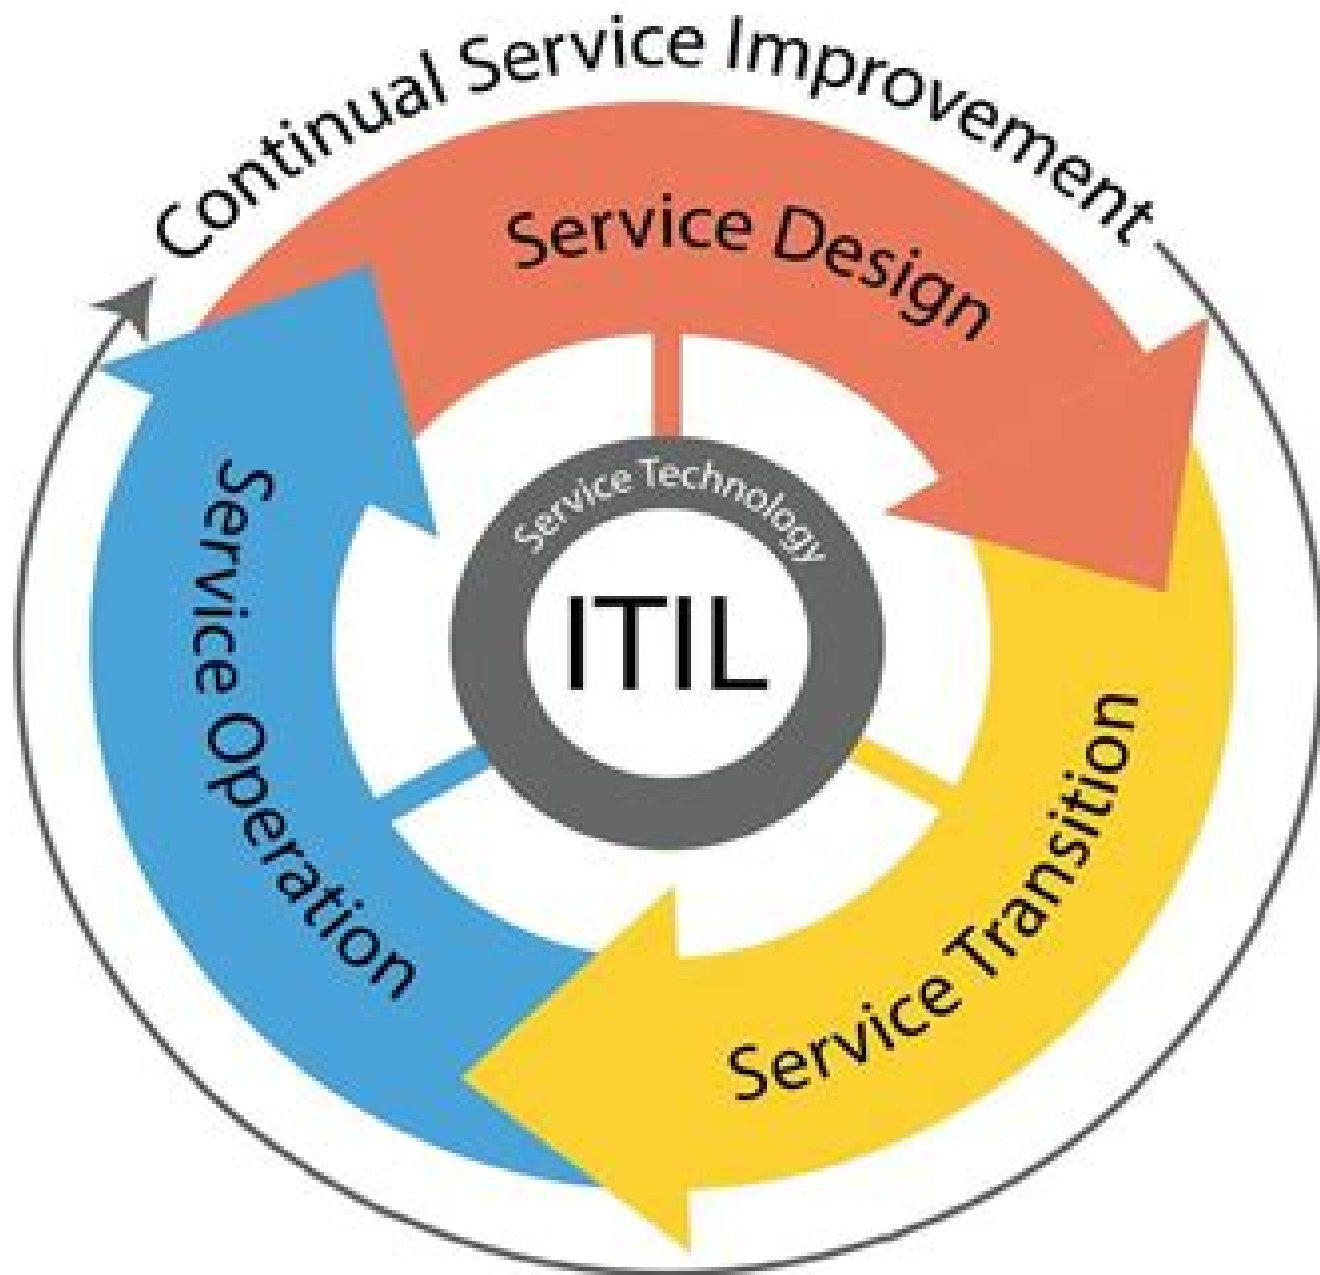 Continual Service Improvement
Service Design
Service Technology
ITIL
Service Operation
Service Transition